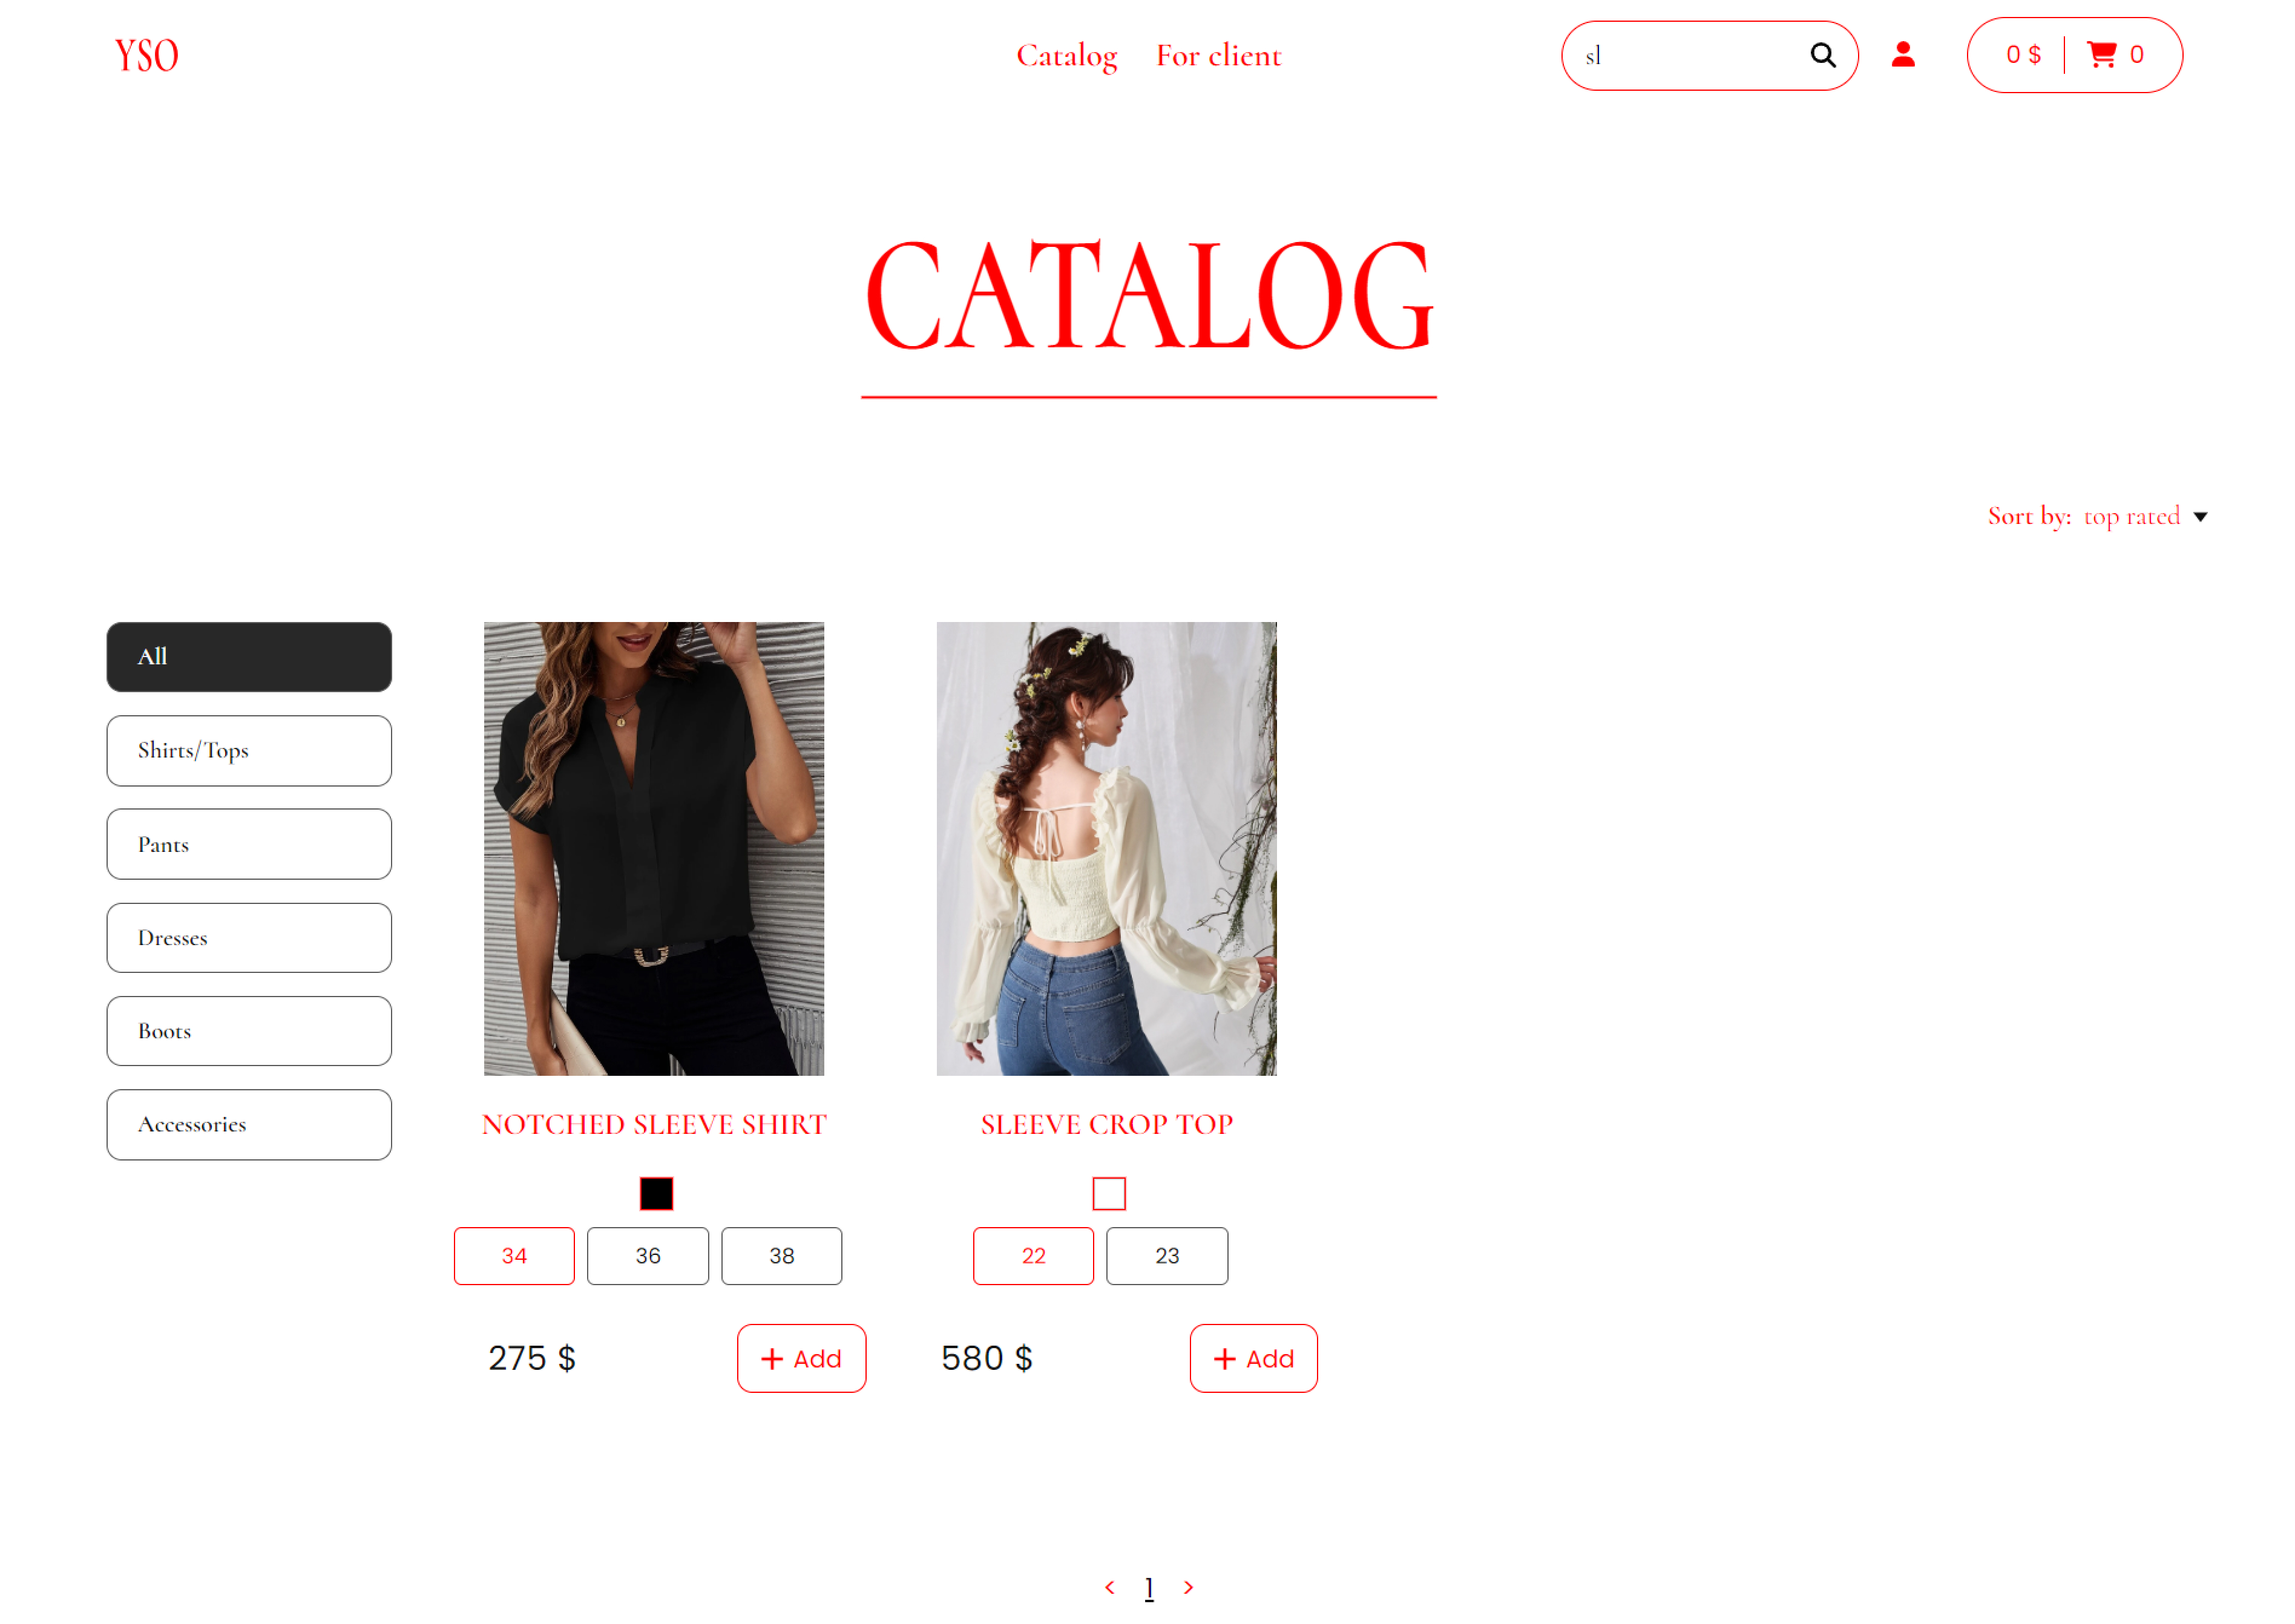 YSO
Catalog For client
sl
0 $ 0
CATALOG
Sort by: top rated
All
Shirts/Tops
Pants
Dresses
Boots
Accessories
NOTCHED SLEEVE SHIRT
34 36 38
275 $ + Add
SLEEVE CROP TOP
22 23
580 $ + Add
< 1 >